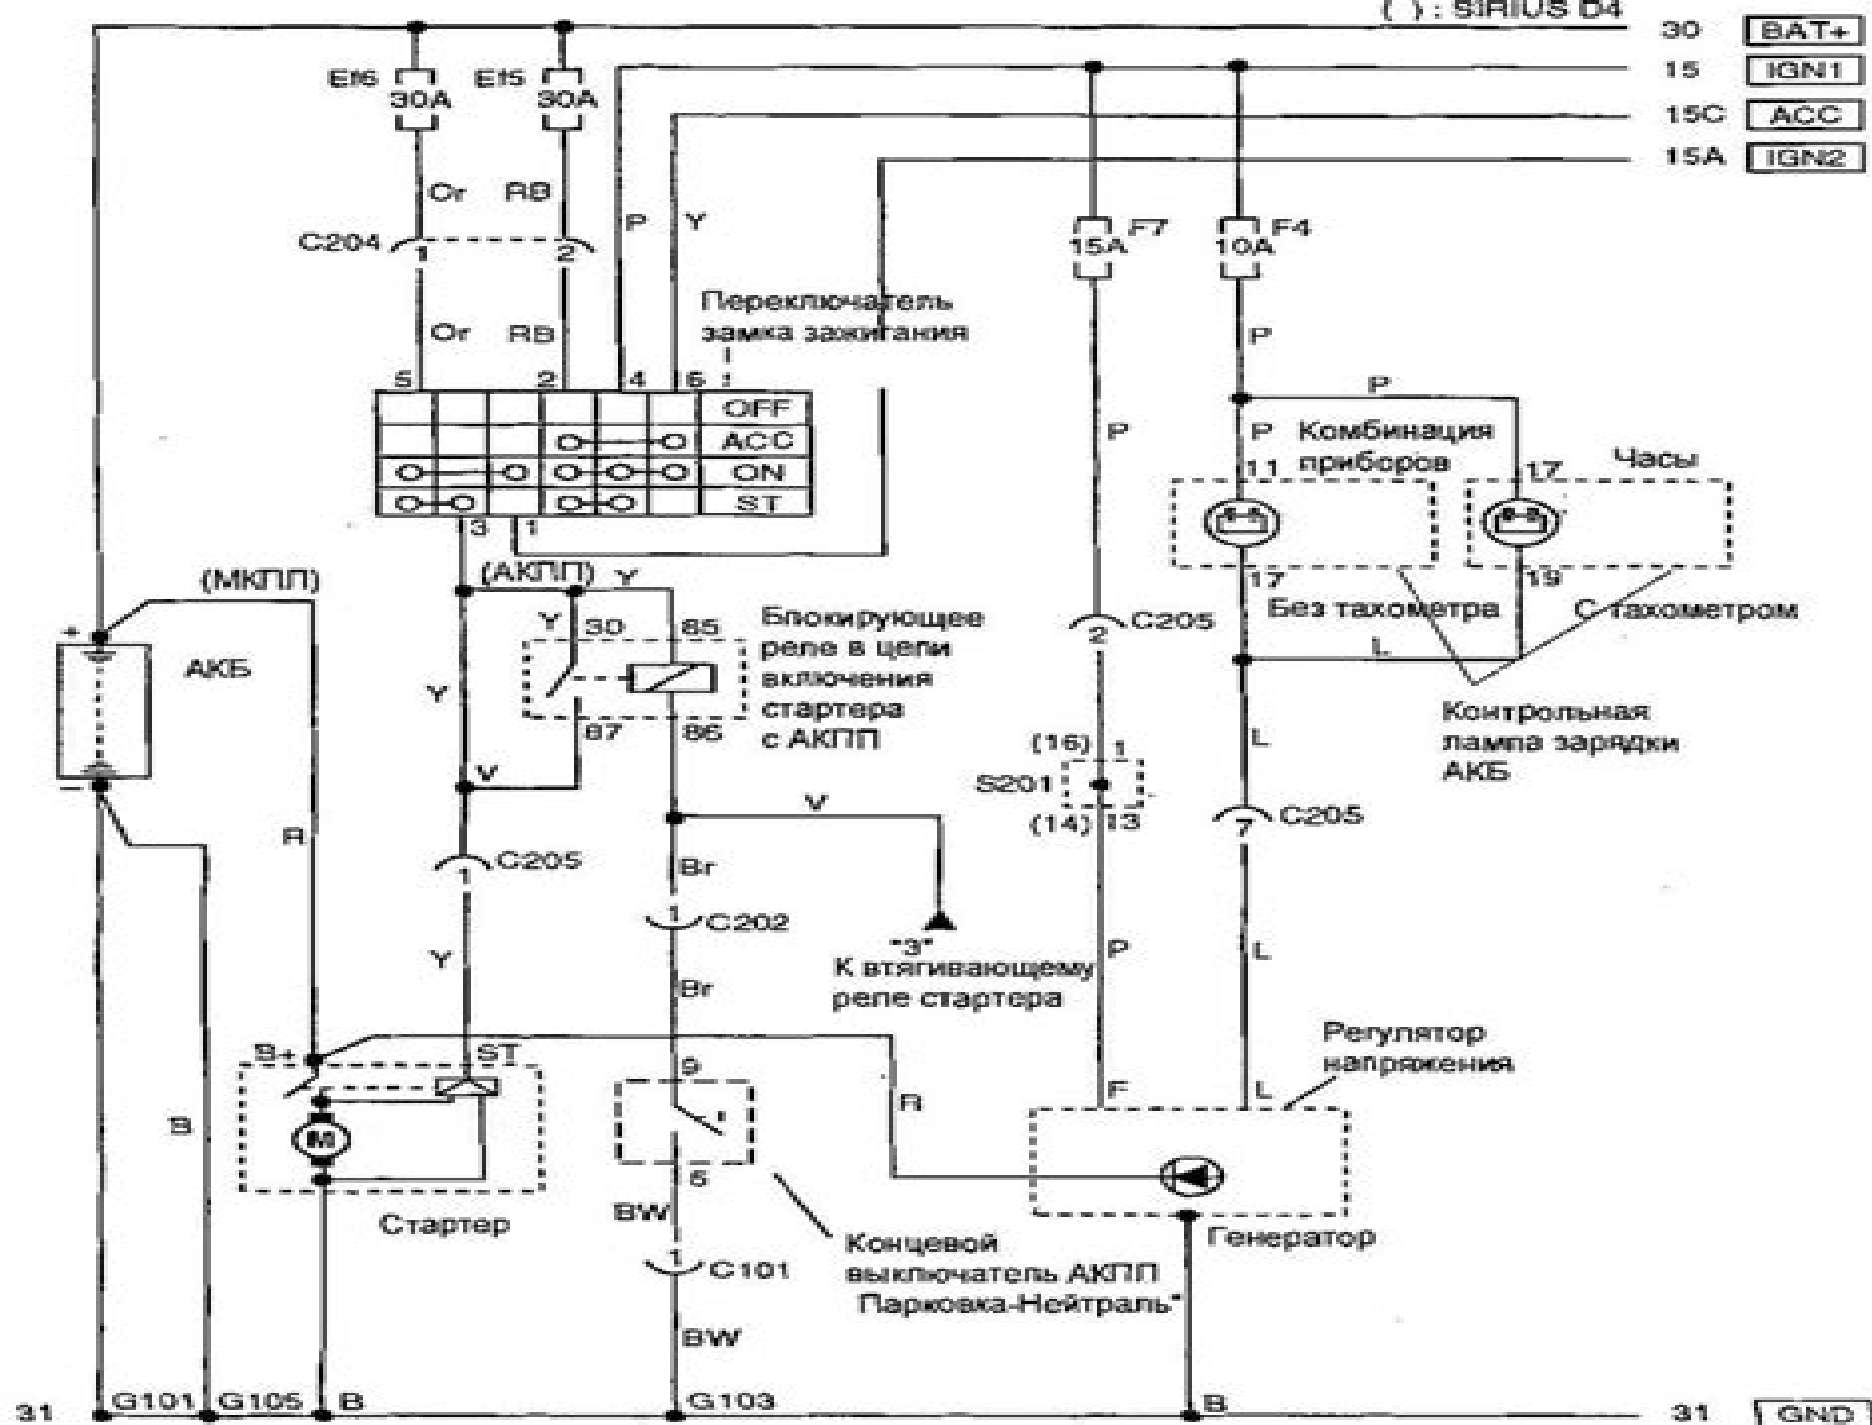 ( ) : SIRIUS D4
30 BAT+
15 IGN1
15C ACC
15A IGN2
Ef6 30A
Ef5 30A
Or RB
C204 1 2
P Y
F7 15A
F4 10A
Переключатель
замка зажигания
Or RB
5 2 4 6
OFF
ACC
ON
ST
3 1
P
P
P
P
Комбинация
приборов
11
Часы
17
17
19
Без тахометра
С тахометром
L
Контрольная
лампа зарядки
АКБ
(МКПП)
(АКПП) Y
Y 30 85
Блокирующее
реле в цепи
включения
стартера
с АКПП
87 86
+
АКБ
–
Y
V
V
R
C205
1
C205
2
(16) 1
S201
(14) 13
L
C205
7
Br
1 C202
Br
"3"
К втягивающему
реле стартера
Y
P
L
B+ ST
M
Стартер
B
9
5
BW
1 C101
BW
R
F L
Регулятор
напряжения
Генератор
Концевой
выключатель АКПП
Парковка-Нейтраль"
31 G101 G105 B G103 B 31 GND